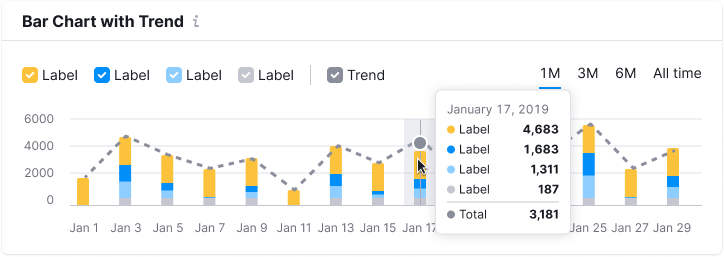 Bar Chart with Trend i
Label Label Label Label Trend 1M 3M 6M All time
6000
4000
2000
0
January 17, 2019
Label 4,683
Label 1,683
Label 1,311
Label 187
Total 3,181
Jan 1 Jan 3 Jan 5 Jan 7 Jan 9 Jan 11 Jan 13 Jan 15 Jan 17 Jan 25 Jan 27 Jan 29